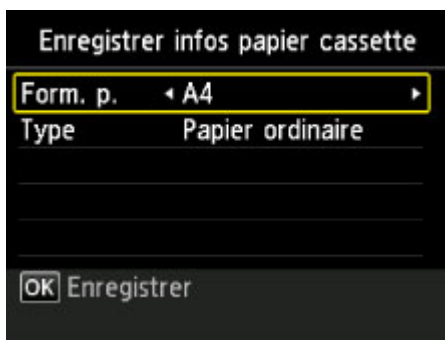 Enregistrer infos papier cassette
Form. p. A4
Type Papier ordinaire
OK Enregistrer